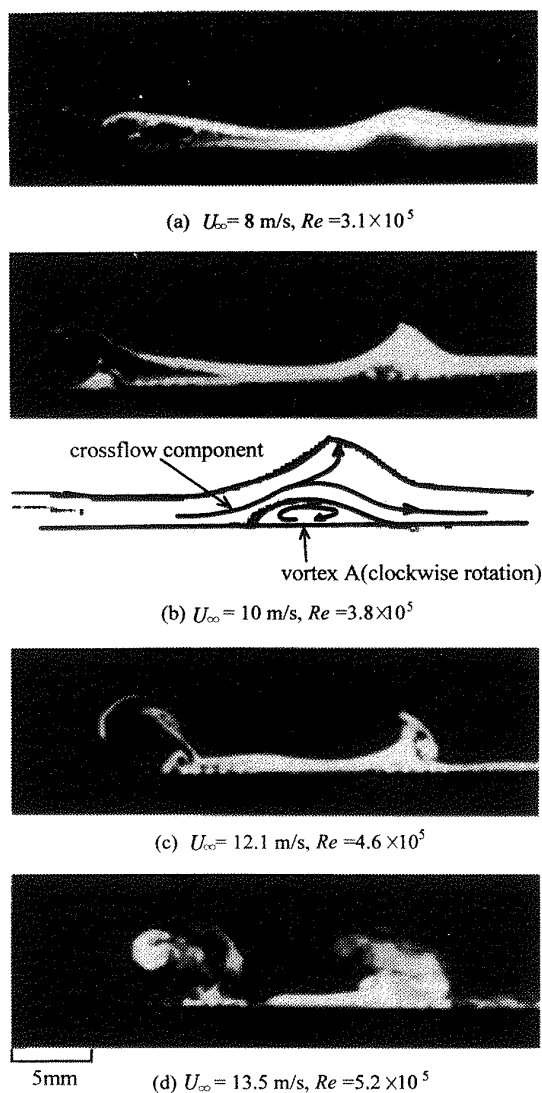 (a) U∞= 8 m/s, Re =3.1×10⁵
crossflow component
vortex A(clockwise rotation)
(b) U∞ = 10 m/s, Re =3.8×10⁵
(c) U∞= 12.1 m/s, Re =4.6 ×10⁵
5mm
(d) U∞ = 13.5 m/s, Re =5.2 ×10⁵